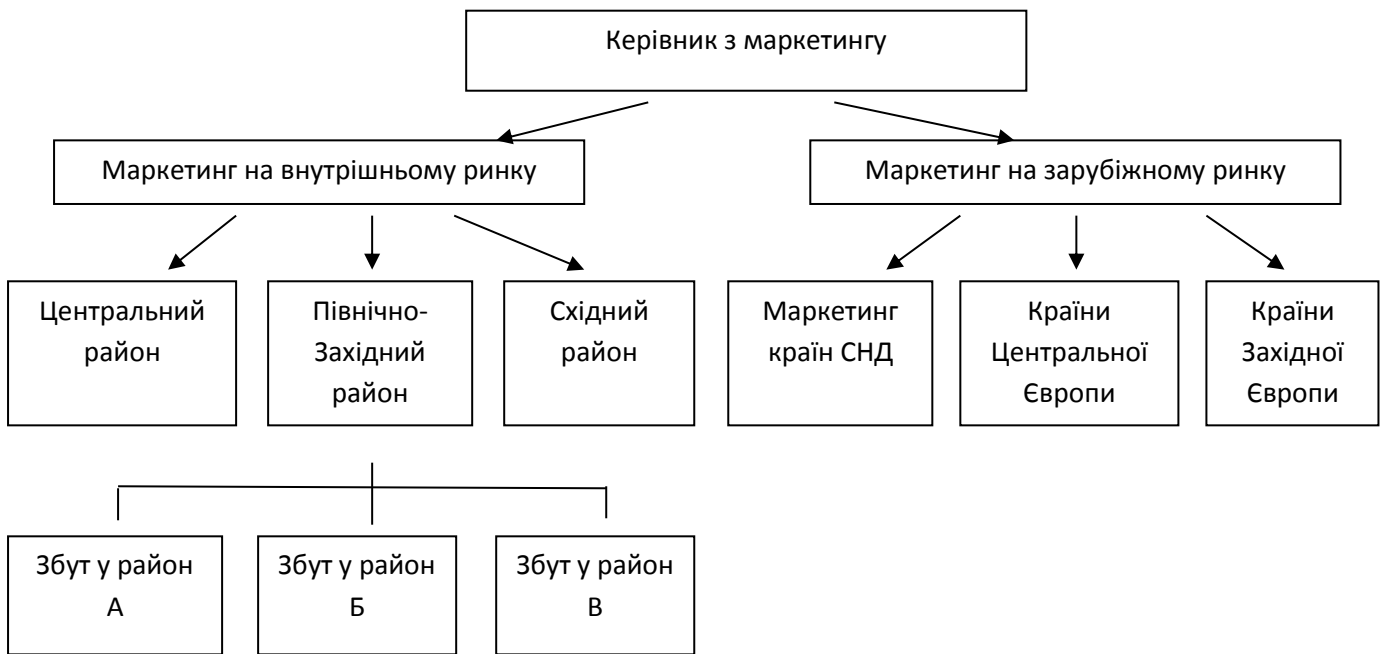 Керівник з маркетингу
Маркетинг на внутрішньому ринку
Маркетинг на зарубіжному ринку
Центральний
район
Північно-
Західний
район
Східний
район
Маркетинг
країн СНД
Країни
Центральної
Європи
Країни
Західної
Європи
Збут у район
А
Збут у район
Б
Збут у район
В